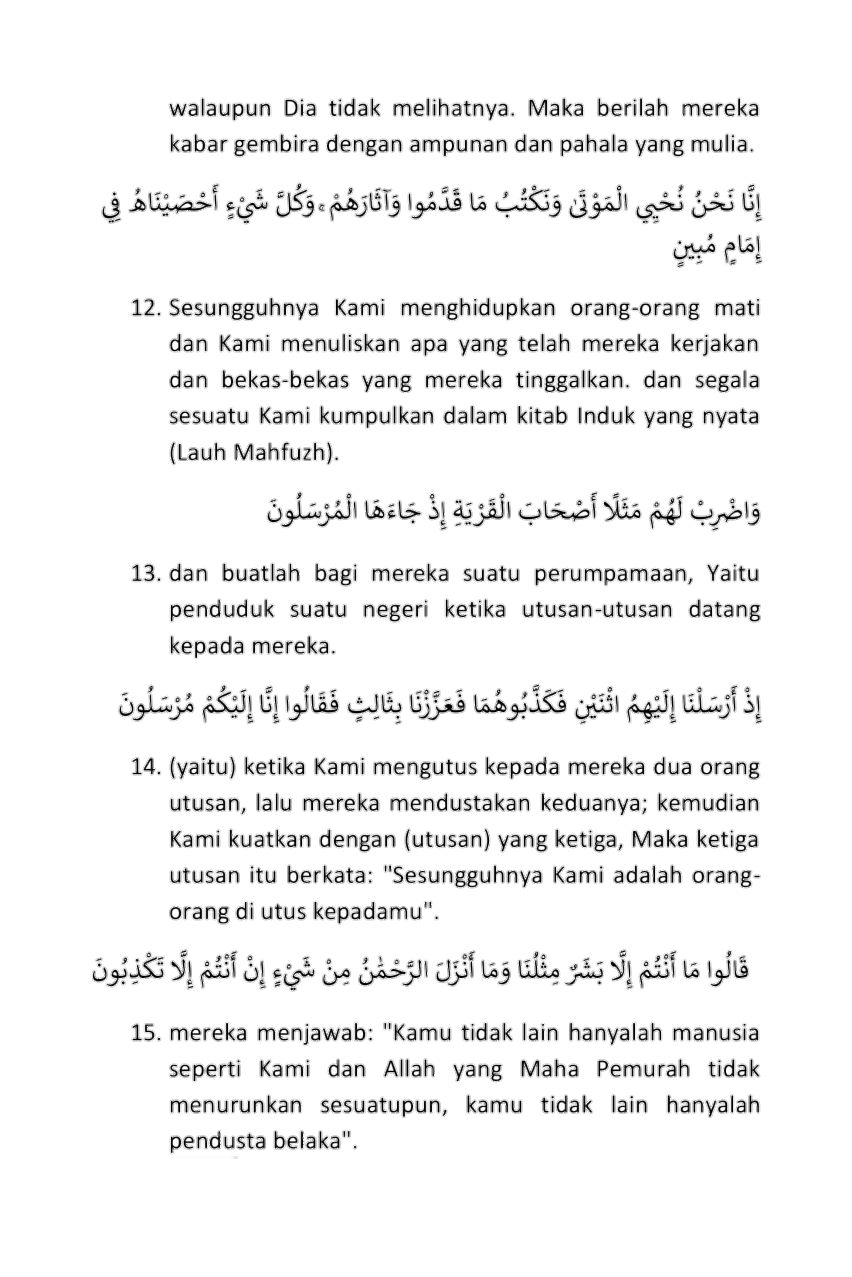 walaupun Dia tidak melihatnya. Maka berilah mereka
kabar gembira dengan ampunan dan pahala yang mulia.
إِنَّا نَحْنُ نُحْيِي الْمَوْتَىٰ وَنَكْتُبُ مَا قَدَّمُوا وَآثَارَهُمْ ۚ وَكُلَّ شَيْءٍ أَحْصَيْنَاهُ فِي
إِمَامٍ مُبِينٍ
12. Sesungguhnya Kami menghidupkan orang-orang mati
dan Kami menuliskan apa yang telah mereka kerjakan
dan bekas-bekas yang mereka tinggalkan. dan segala
sesuatu Kami kumpulkan dalam kitab Induk yang nyata
(Lauh Mahfuzh).
وَاضْرِبْ لَهُمْ مَثَلًا أَصْحَابَ الْقَرْيَةِ إِذْ جَاءَهَا الْمُرْسَلُونَ
13. dan buatlah bagi mereka suatu perumpamaan, Yaitu
penduduk suatu negeri ketika utusan-utusan datang
kepada mereka.
إِذْ أَرْسَلْنَا إِلَيْهِمُ اثْنَيْنِ فَكَذَّبُوهُمَا فَعَزَّزْنَا بِثَالِثٍ فَقَالُوا إِنَّا إِلَيْكُمْ مُرْسَلُونَ
14. (yaitu) ketika Kami mengutus kepada mereka dua orang
utusan, lalu mereka mendustakan keduanya; kemudian
Kami kuatkan dengan (utusan) yang ketiga, Maka ketiga
utusan itu berkata: "Sesungguhnya Kami adalah orang-
orang di utus kepadamu".
قَالُوا مَا أَنْتُمْ إِلَّا بَشَرٌ مِثْلُنَا وَمَا أَنْزَلَ الرَّحْمَٰنُ مِنْ شَيْءٍ إِنْ أَنْتُمْ إِلَّا تَكْذِبُونَ
15. mereka menjawab: "Kamu tidak lain hanyalah manusia
seperti Kami dan Allah yang Maha Pemurah tidak
menurunkan sesuatupun, kamu tidak lain hanyalah
pendusta belaka".